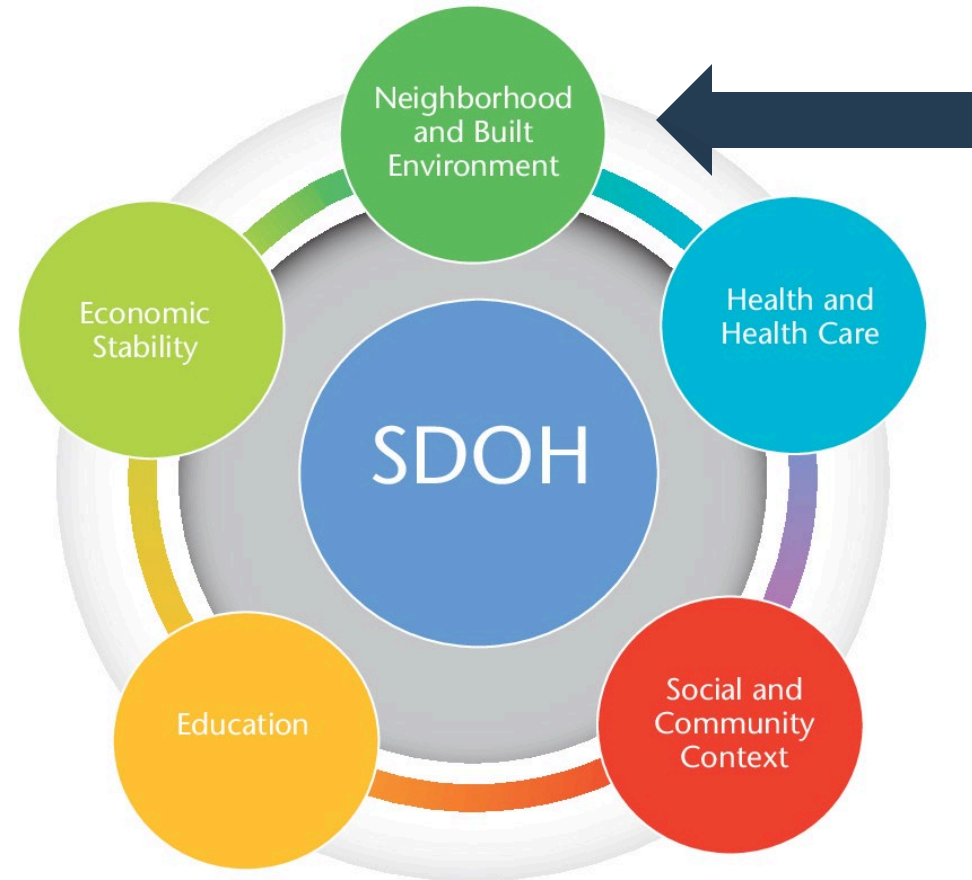 Neighborhood
and Built
Environment
Health and
Health Care
Economic
Stability
SDOH
Social and
Community
Context
Education